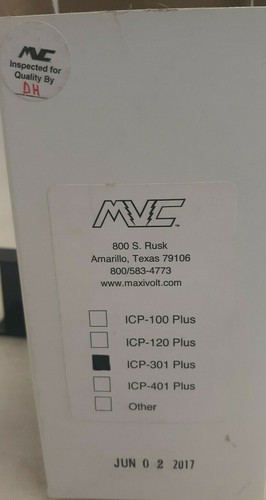 MVC
Inspected for
Quality By
DH
MVC™
800 S. Rusk
Amarillo, Texas 79106
800/583-4773
www.maxivolt.com
ICP-100 Plus
ICP-120 Plus
ICP-301 Plus
ICP-401 Plus
Other
JUN 0 2 2017